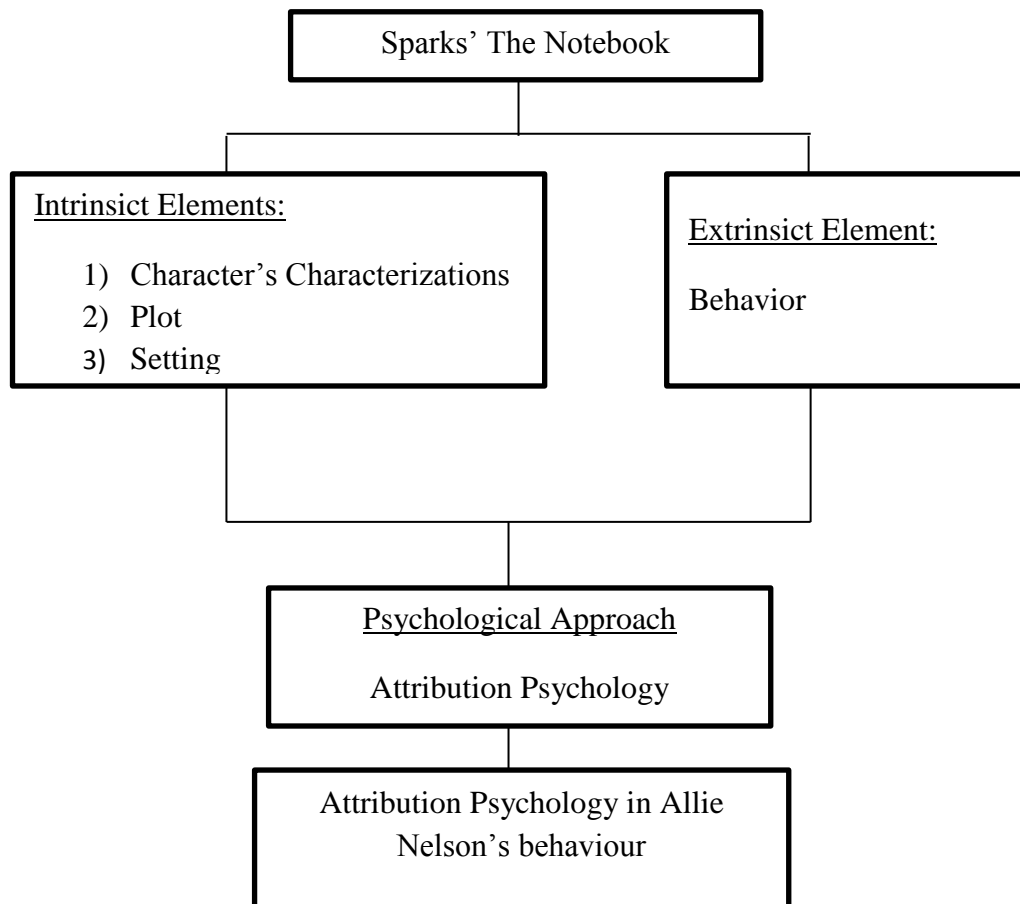 Sparks’ The Notebook
Intrinsict Elements:
1) Character’s Characterizations
2) Plot
3) Setting
Extrinsict Element:
Behavior
Psychological Approach
Attribution Psychology
Attribution Psychology in Allie
Nelson’s behaviour